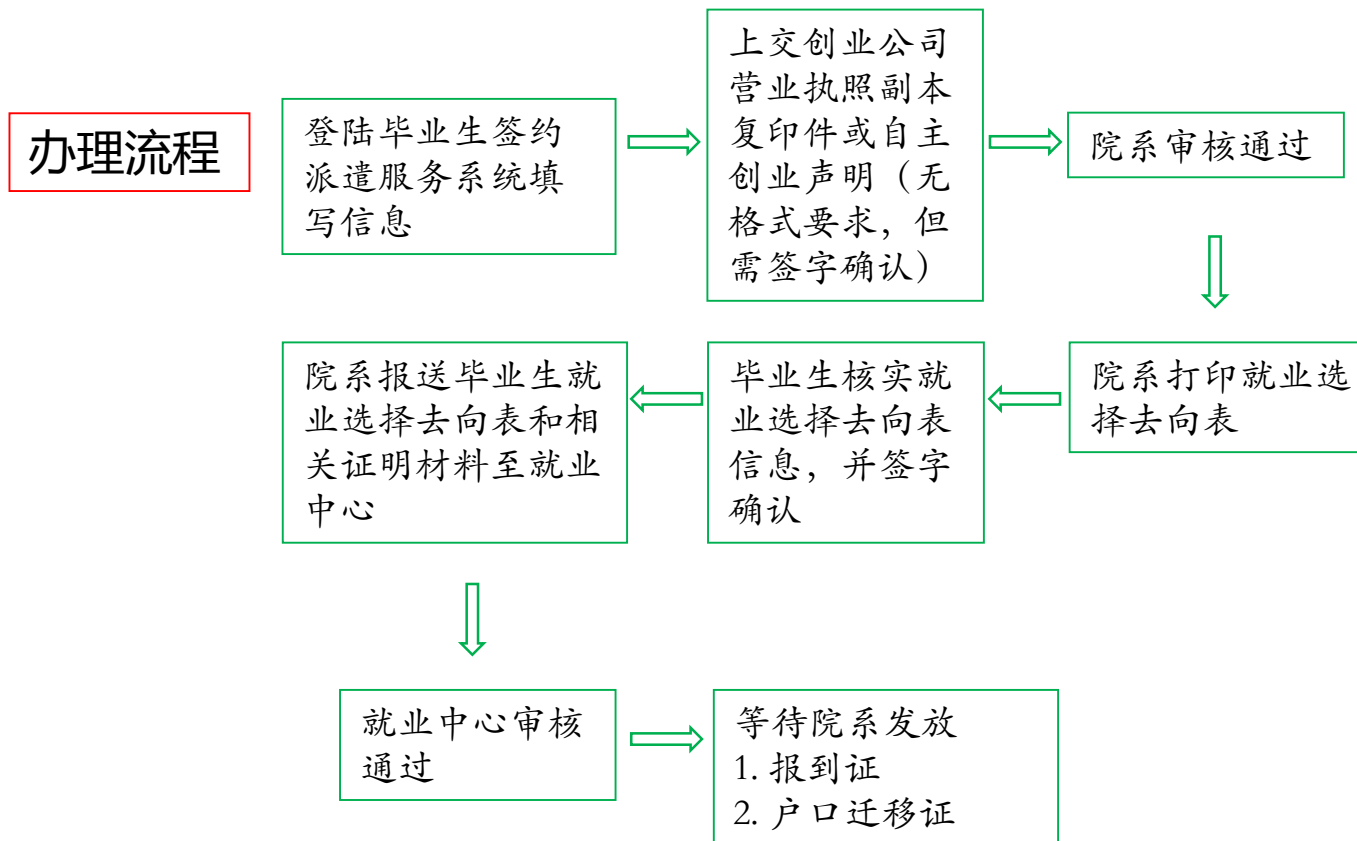 办理流程
登陆毕业生签约
派遣服务系统填
写信息
上交创业公司
营业执照副本
复印件或自主
创业声明（无
格式要求，但
需签字确认）
院系审核通过
院系打印就业选
择去向表
毕业生核实就
业选择去向表
信息，并签字
确认
院系报送毕业生就
业选择去向表和相
关证明材料至就业
中心
就业中心审核
通过
等待院系发放
1. 报到证
2. 户口迁移证